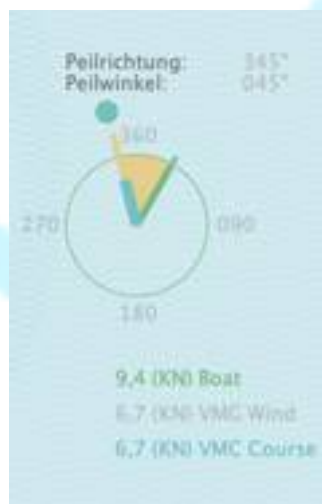 Peilrichtung: 345°
Peilwinkel: 045°
360
270
090
180
9,4 (KN) Boat
6,7 (KN) VMG Wind
6,7 (KN) VMC Course